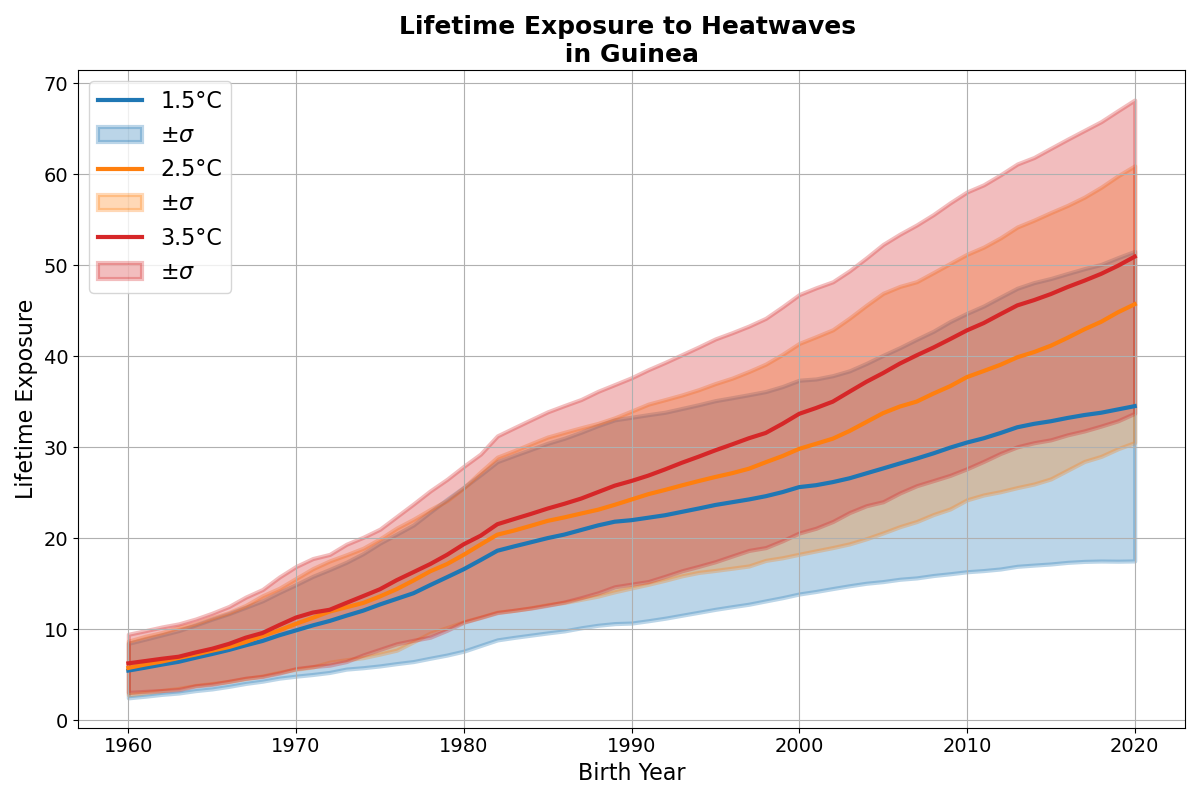 Lifetime Exposure to Heatwaves
in Guinea
70
60
50
40
30
20
10
0
Lifetime Exposure
1.5°C
±σ
2.5°C
±σ
3.5°C
±σ
1960 1970 1980 1990 2000 2010 2020
Birth Year